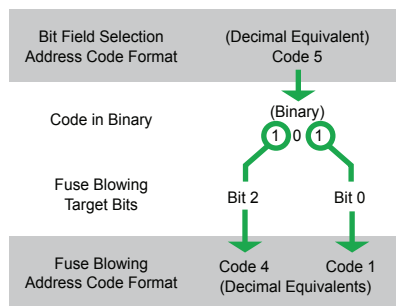 Bit Field Selection
Address Code Format
(Decimal Equivalent)
Code 5
Code in Binary
(Binary)
1 0 1
Fuse Blowing
Target Bits
Bit 2
Bit 0
Fuse Blowing
Address Code Format
Code 4
Code 1
(Decimal Equivalents)